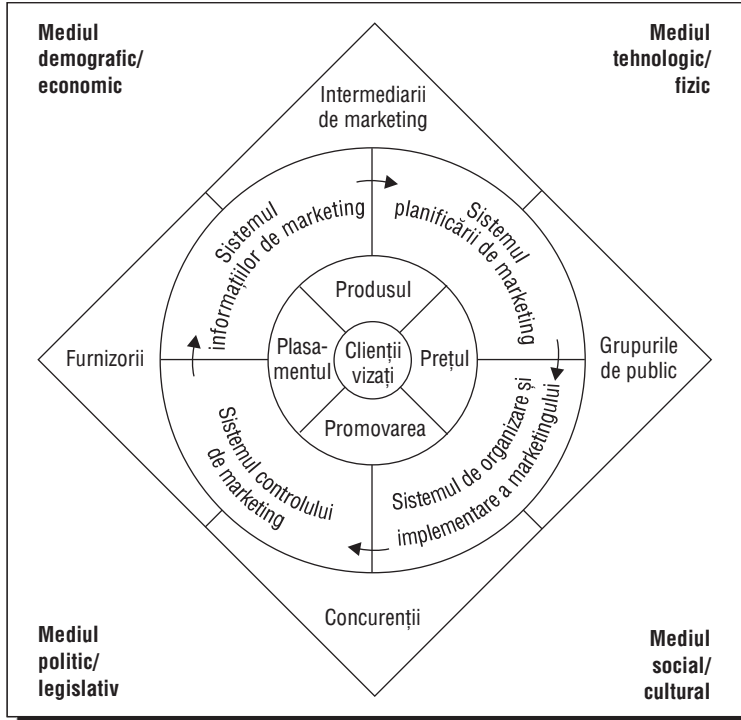 Mediul
demografic/
economic
Mediul
tehnologic/
fizic
Intermediarii
de marketing
Sistemul
informațiilor de marketing
Sistemul
planificării de marketing
Produsul
Furnizorii
Plasa-
mentul
Clienții
vizați
Prețul
Grupurile
de public
Promovarea
Sistemul controlului
de marketing
Sistemul de organizare și
implementare a marketingului
Concurenții
Mediul
politic/
legislativ
Mediul
social/
cultural